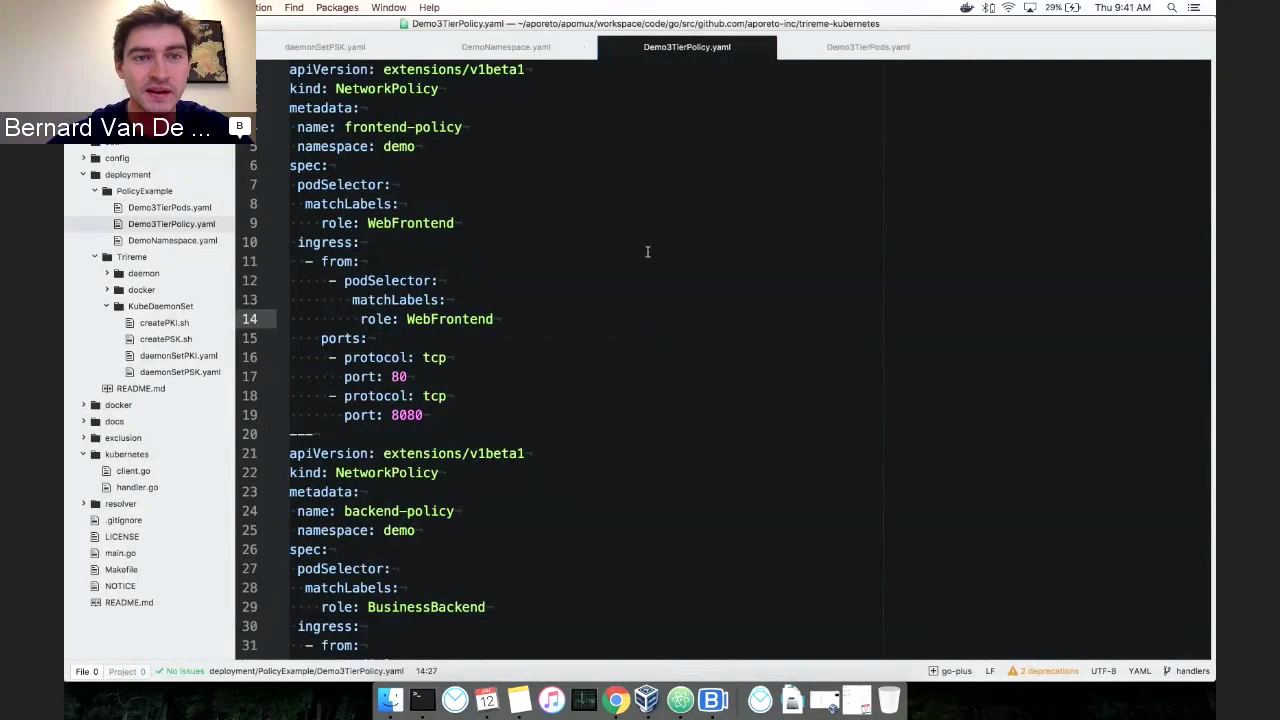 tion Find Packages Window Help
29% Thu 9:41 AM
Demo3TierPolicy.yaml — ~/aporeto/apomux/workspace/code/go/src/github.com/aporeto-inc/trireme-kubernetes
daemonSetPSK.yaml
DemoNamespace.yaml
Demo3TierPolicy.yaml
Demo3TierPods.yaml
Bernard Van De ...
B
config
deployment
PolicyExample
Demo3TierPods.yaml
Demo3TierPolicy.yaml
DemoNamespace.yaml
Trireme
daemon
docker
KubeDaemonSet
createPKI.sh
createPSK.sh
daemonSetPKI.yaml
daemonSetPSK.yaml
README.md
docker
docs
exclusion
kubernetes
client.go
handler.go
resolver
.gitignore
LICENSE
main.go
Makefile
NOTICE
README.md
apiVersion: extensions/v1beta1
kind: NetworkPolicy
metadata:
name: frontend-policy
5 namespace: demo
6 spec:
7 podSelector:
8 matchLabels:
9 role: WebFrontend
10 ingress:
11 - from:
12 - podSelector:
13 matchLabels:
14 role: WebFrontend
15 ports:
16 - protocol: tcp
17 port: 80
18 - protocol: tcp
19 port: 8080
20 ---
21 apiVersion: extensions/v1beta1
22 kind: NetworkPolicy
23 metadata:
24 name: backend-policy
25 namespace: demo
26 spec:
27 podSelector:
28 matchLabels:
29 role: BusinessBackend
30 ingress:
31 - from:
File 0 Project 0 No Issues deployment/PolicyExample/Demo3TierPolicy.yaml 14:27 go-plus LF 2 deprecations UTF-8 YAML handlers
12
B